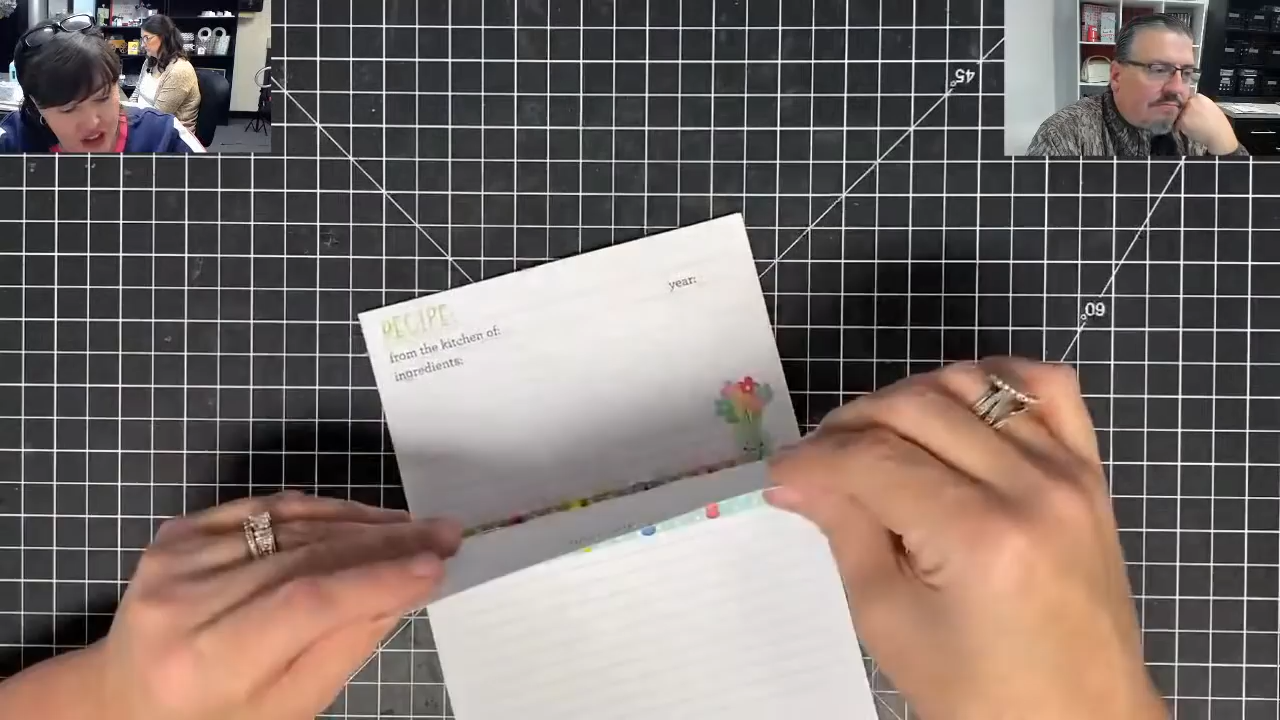 45
60
year:
RECIPE:
from the kitchen of:
ingredients: